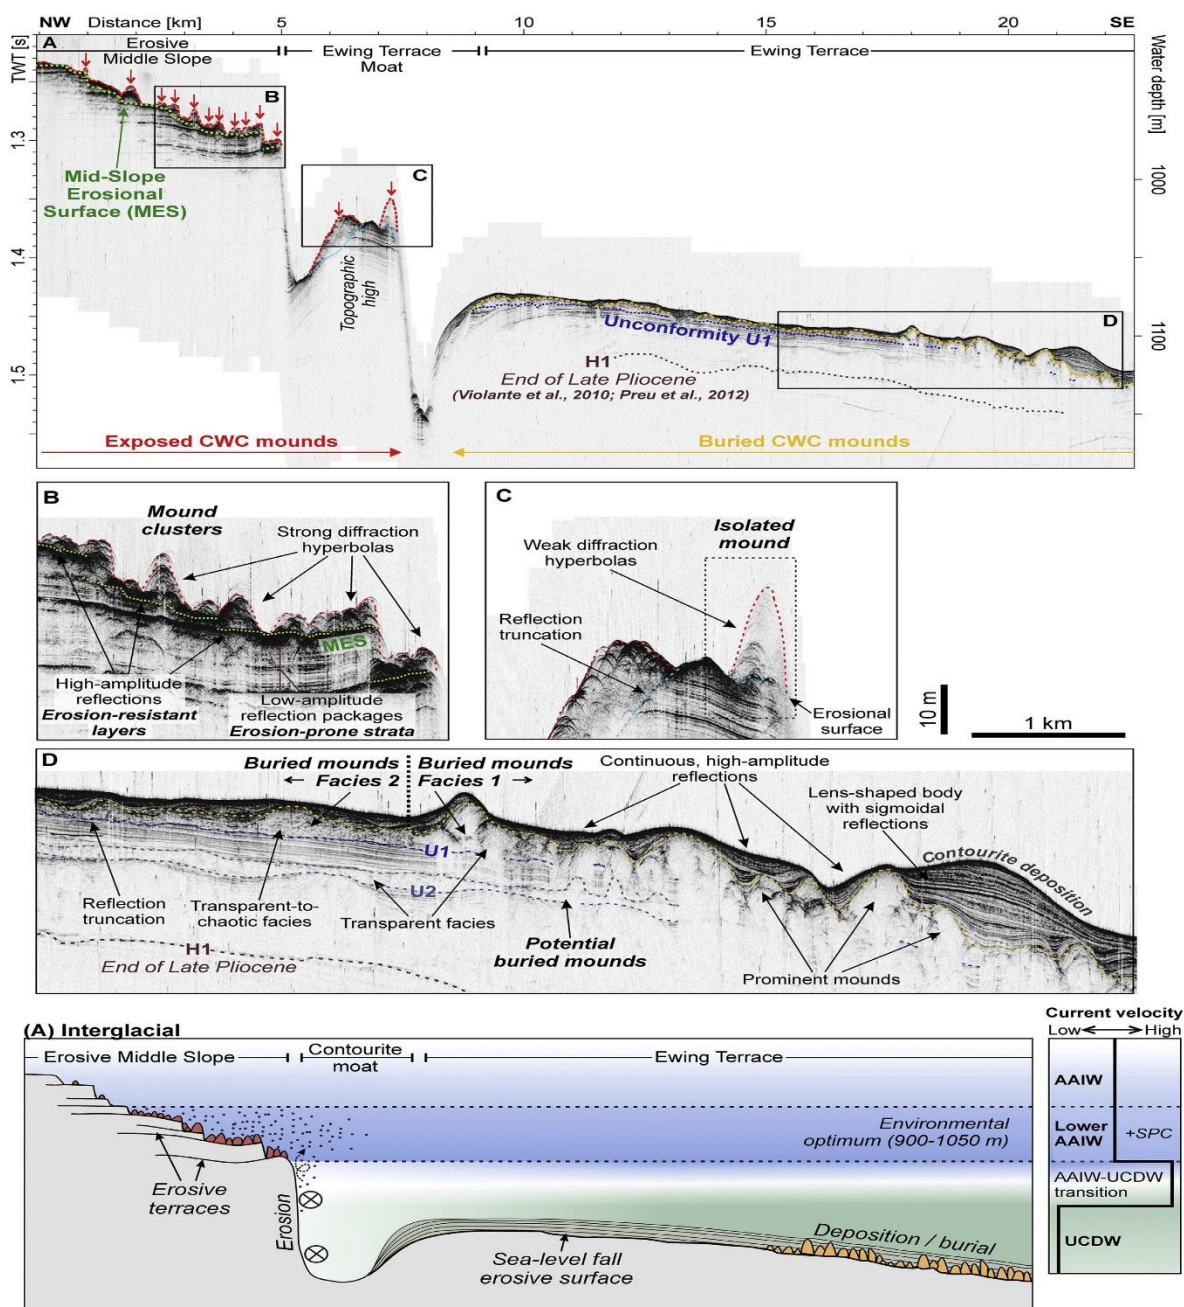 NW Distance [km] 5 10 15 20 SE
A
Erosive
Middle Slope
Ewing Terrace
Moat
Ewing Terrace
TWT [s]
1.3
1.4
1.5
Water depth [m]
1000
1100
B
C
D
Mid-Slope
Erosional
Surface (MES)
Topographic
high
Unconformity U1
H1
End of Late Pliocene
(Violante et al., 2010; Preu et al., 2012)
Exposed CWC mounds
Buried CWC mounds
B
Mound
clusters
Strong diffraction
hyperbolas
MES
High-amplitude
reflections
Erosion-resistant
layers
Low-amplitude
reflection packages
Erosion-prone strata
C
Isolated
mound
Weak diffraction
hyperbolas
Reflection
truncation
Erosional
surface
10 m
1 km
D
Buried mounds
← Facies 2
Buried mounds
Facies 1 →
Continuous, high-amplitude
reflections
Lens-shaped body
with sigmoidal
reflections
Contourite deposition
U1
U2
Reflection
truncation
Transparent-to-
chaotic facies
Transparent facies
Potential
buried mounds
Prominent mounds
H1
End of Late Pliocene
(A) Interglacial
Erosive Middle Slope
Contourite
moat
Ewing Terrace
Current velocity
Low ↔ High
AAIW
Environmental
optimum (900-1050 m)
Lower
AAIW
+SPC
AAIW-UCDW
transition
UCDW
Erosive
terraces
Erosion
Sea-level fall
erosive surface
Deposition / burial